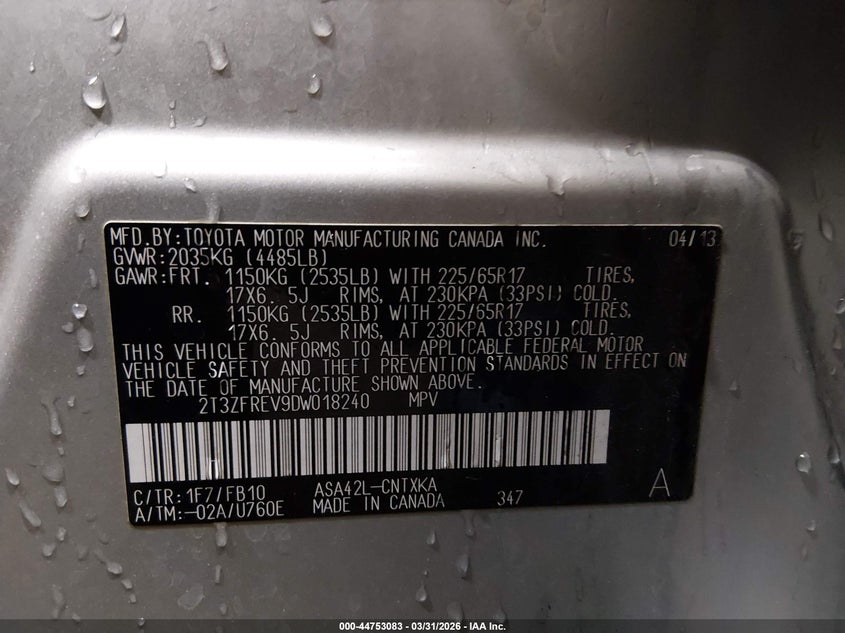 MFD.BY:TOYOTA MOTOR MANUFACTURING CANADA INC. 04/13
GVWR:2035KG (4485LB)
GAWR:FRT. 1150KG (2535LB) WITH 225/65R17 TIRES,
17X6. 5J RIMS, AT 230KPA (33PSI) COLD.
RR. 1150KG (2535LB) WITH 225/65R17 TIRES,
17X6. 5J RIMS, AT 230KPA (33PSI) COLD.
THIS VEHICLE CONFORMS TO ALL APPLICABLE FEDERAL MOTOR
VEHICLE SAFETY AND THEFT PREVENTION STANDARDS IN EFFECT ON
THE DATE OF MANUFACTURE SHOWN ABOVE.
2T3ZFREV9DW018240 MPV
C/TR:1F7/FB10 ASA42L-CNTXKA A
A/TM:-02A/U760E MADE IN CANADA 347
000-44753083 - 03/31/2026 - IAA Inc.